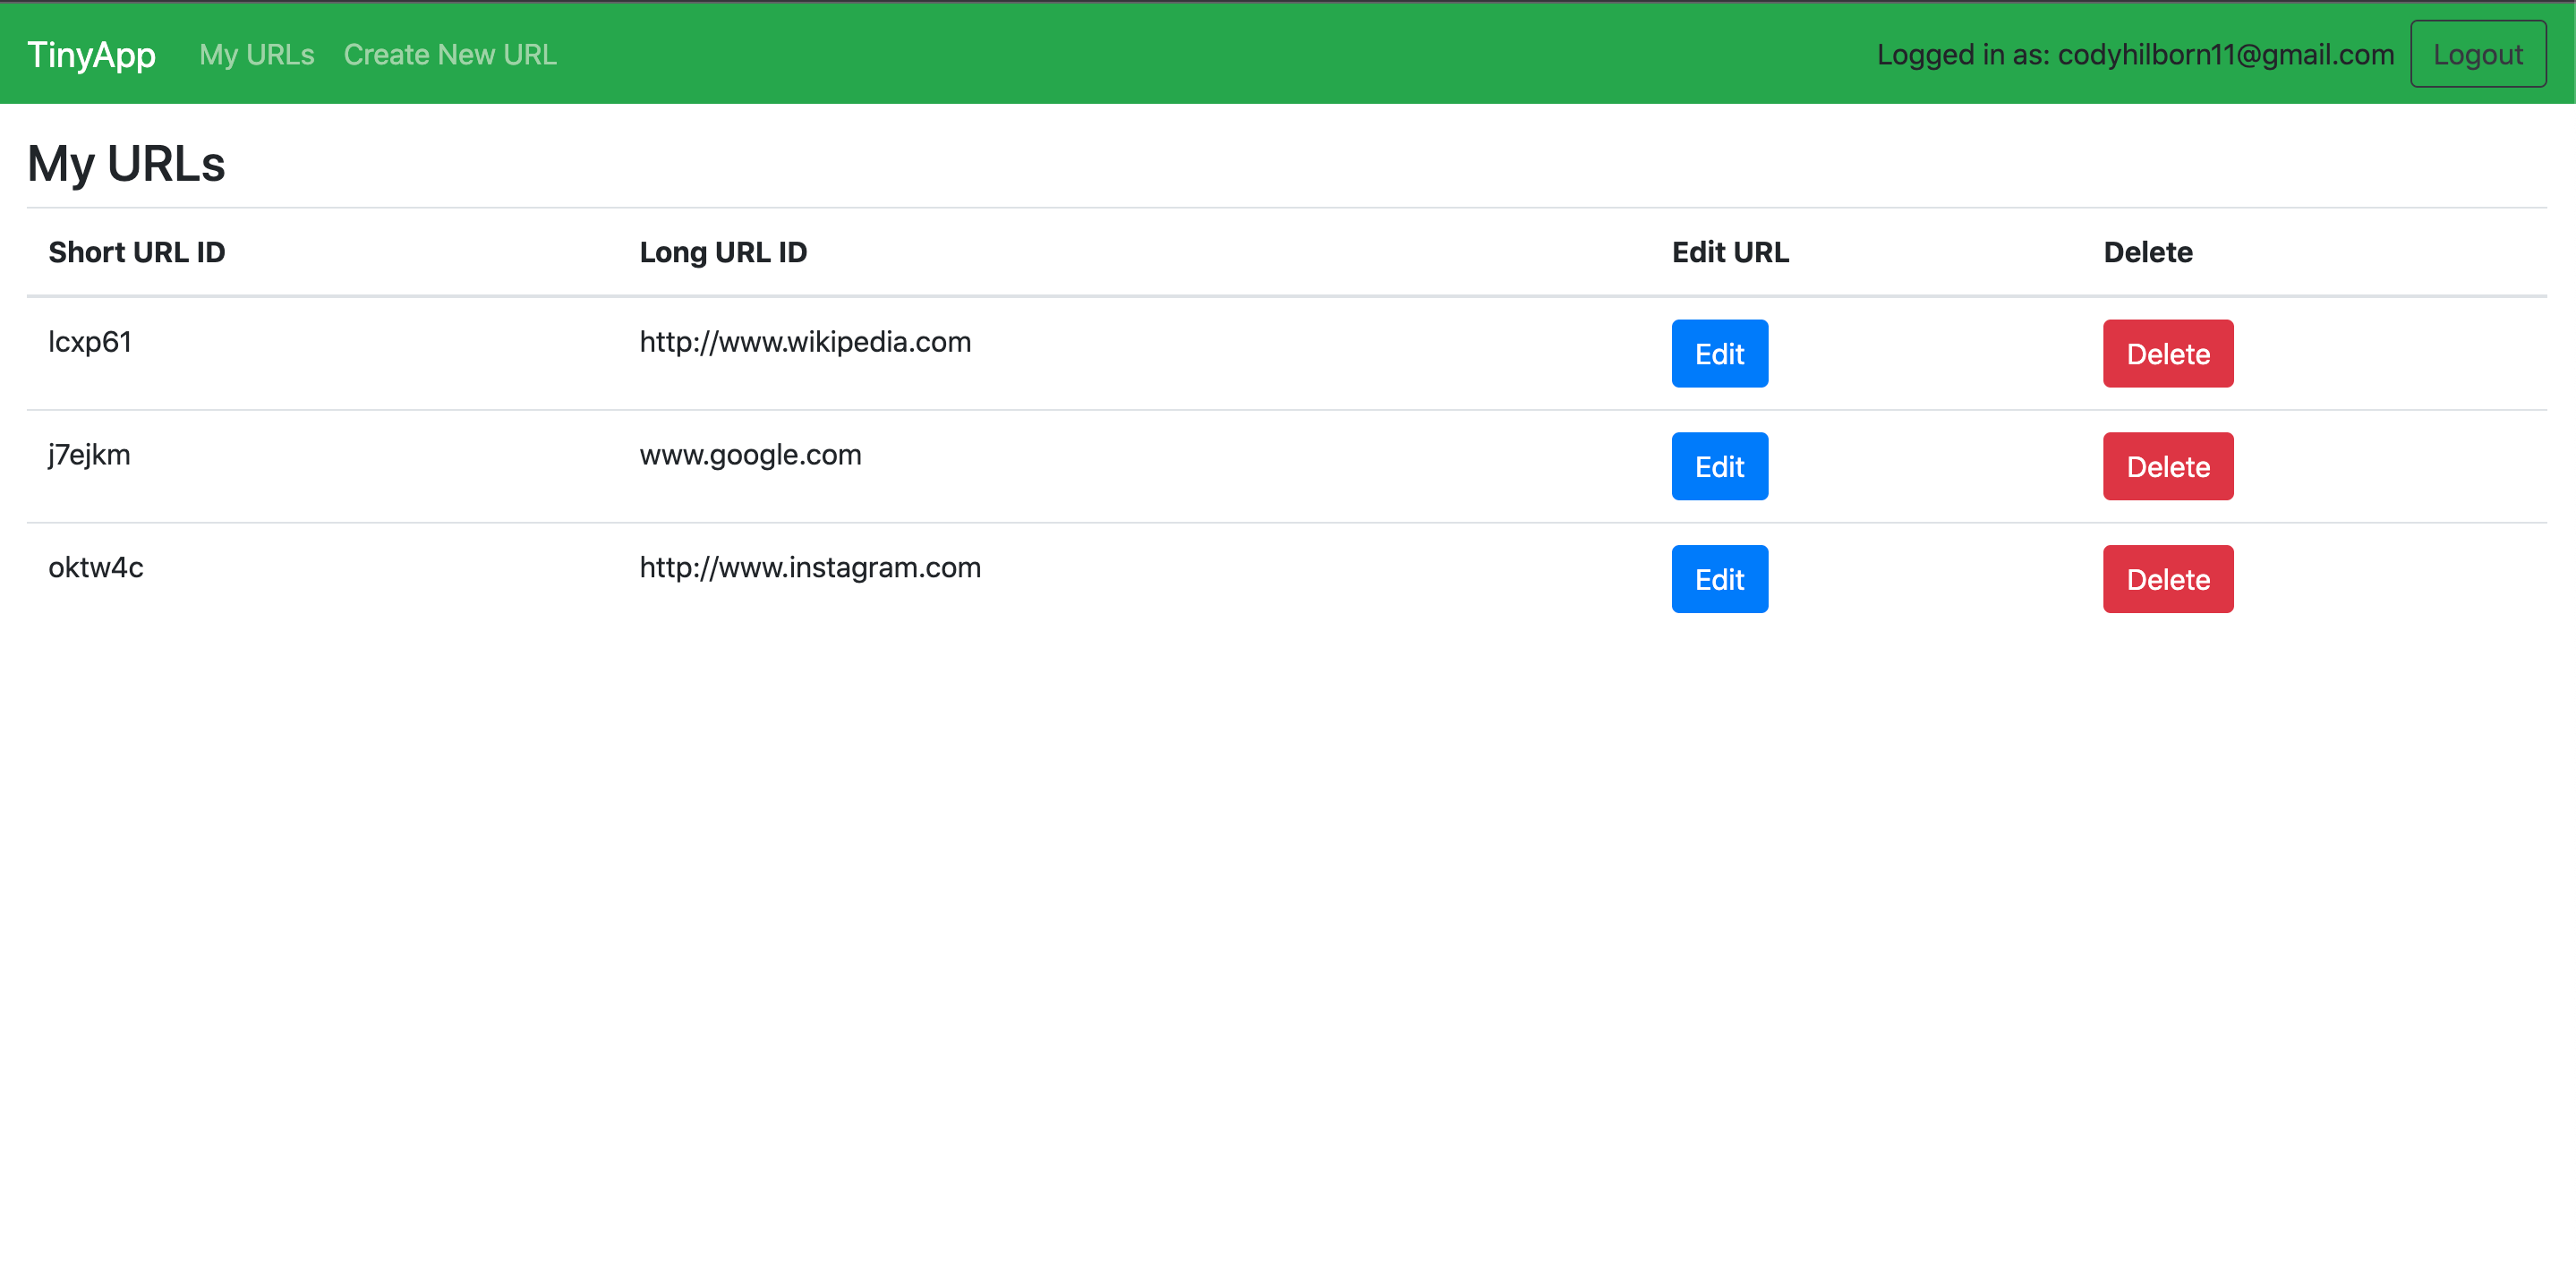 TinyApp My URLs Create New URL Logged in as: codyhilborn11@gmail.com Logout
My URLs
Short URL ID Long URL ID Edit URL Delete
lcxp61 http://www.wikipedia.com Edit Delete
j7ejkm www.google.com Edit Delete
oktw4c http://www.instagram.com Edit Delete